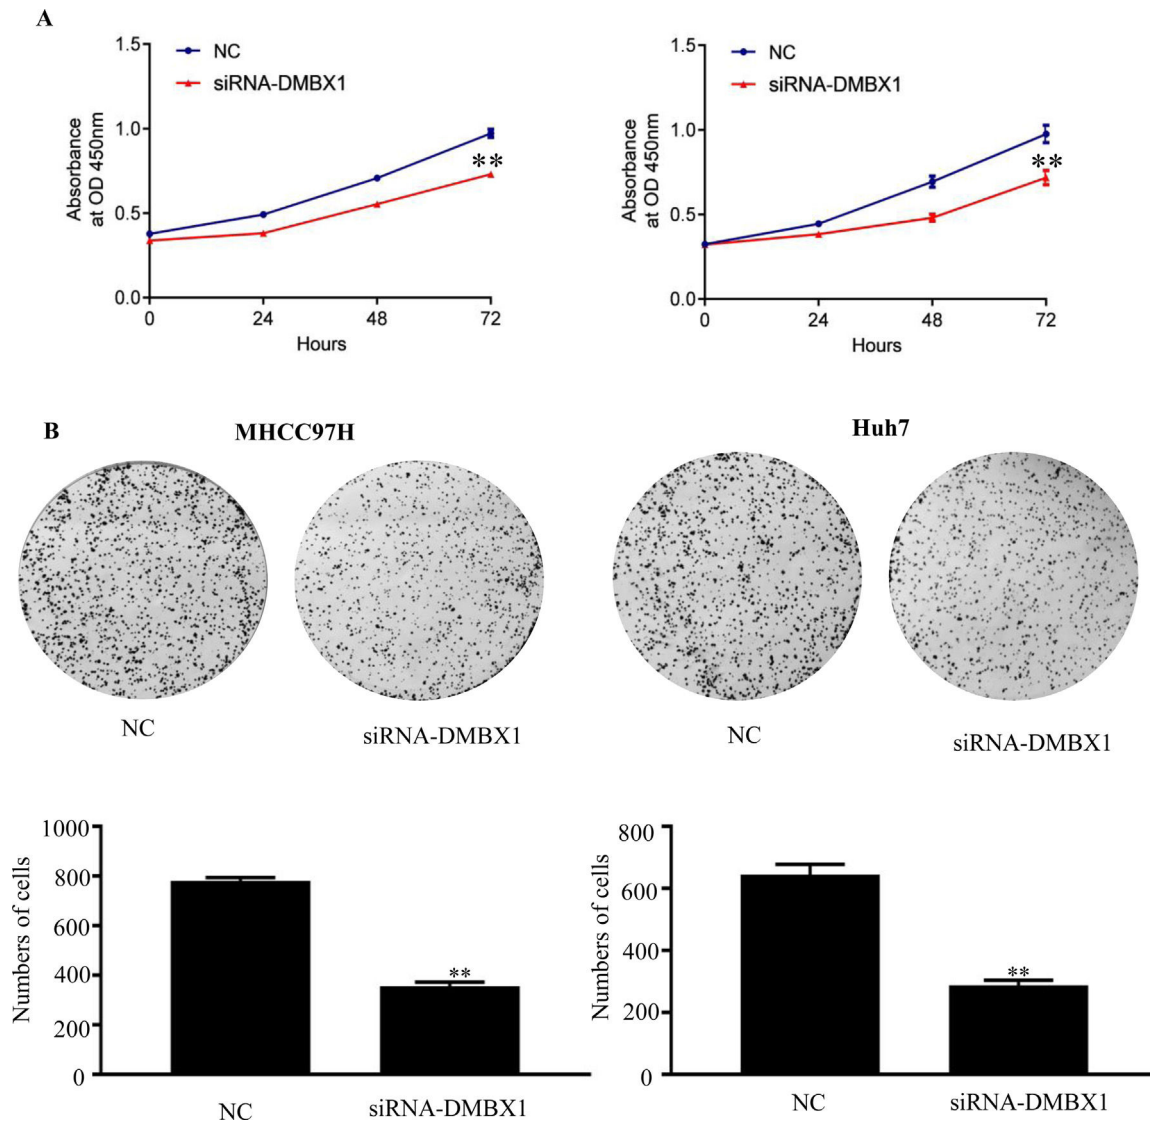 A
1.5
1.0
0.5
0.0
Absorbance
at OD 450nm
NC
siRNA-DMBX1
**
0 24 48 72
Hours
1.5
1.0
0.5
0.0
Absorbance
at OD 450nm
NC
siRNA-DMBX1
**
0 24 48 72
Hours
B
MHCC97H
Huh7
NC
siRNA-DMBX1
NC
siRNA-DMBX1
1000
800
600
400
200
0
Numbers of cells
**
NC
siRNA-DMBX1
800
600
400
200
0
Numbers of cells
**
NC
siRNA-DMBX1